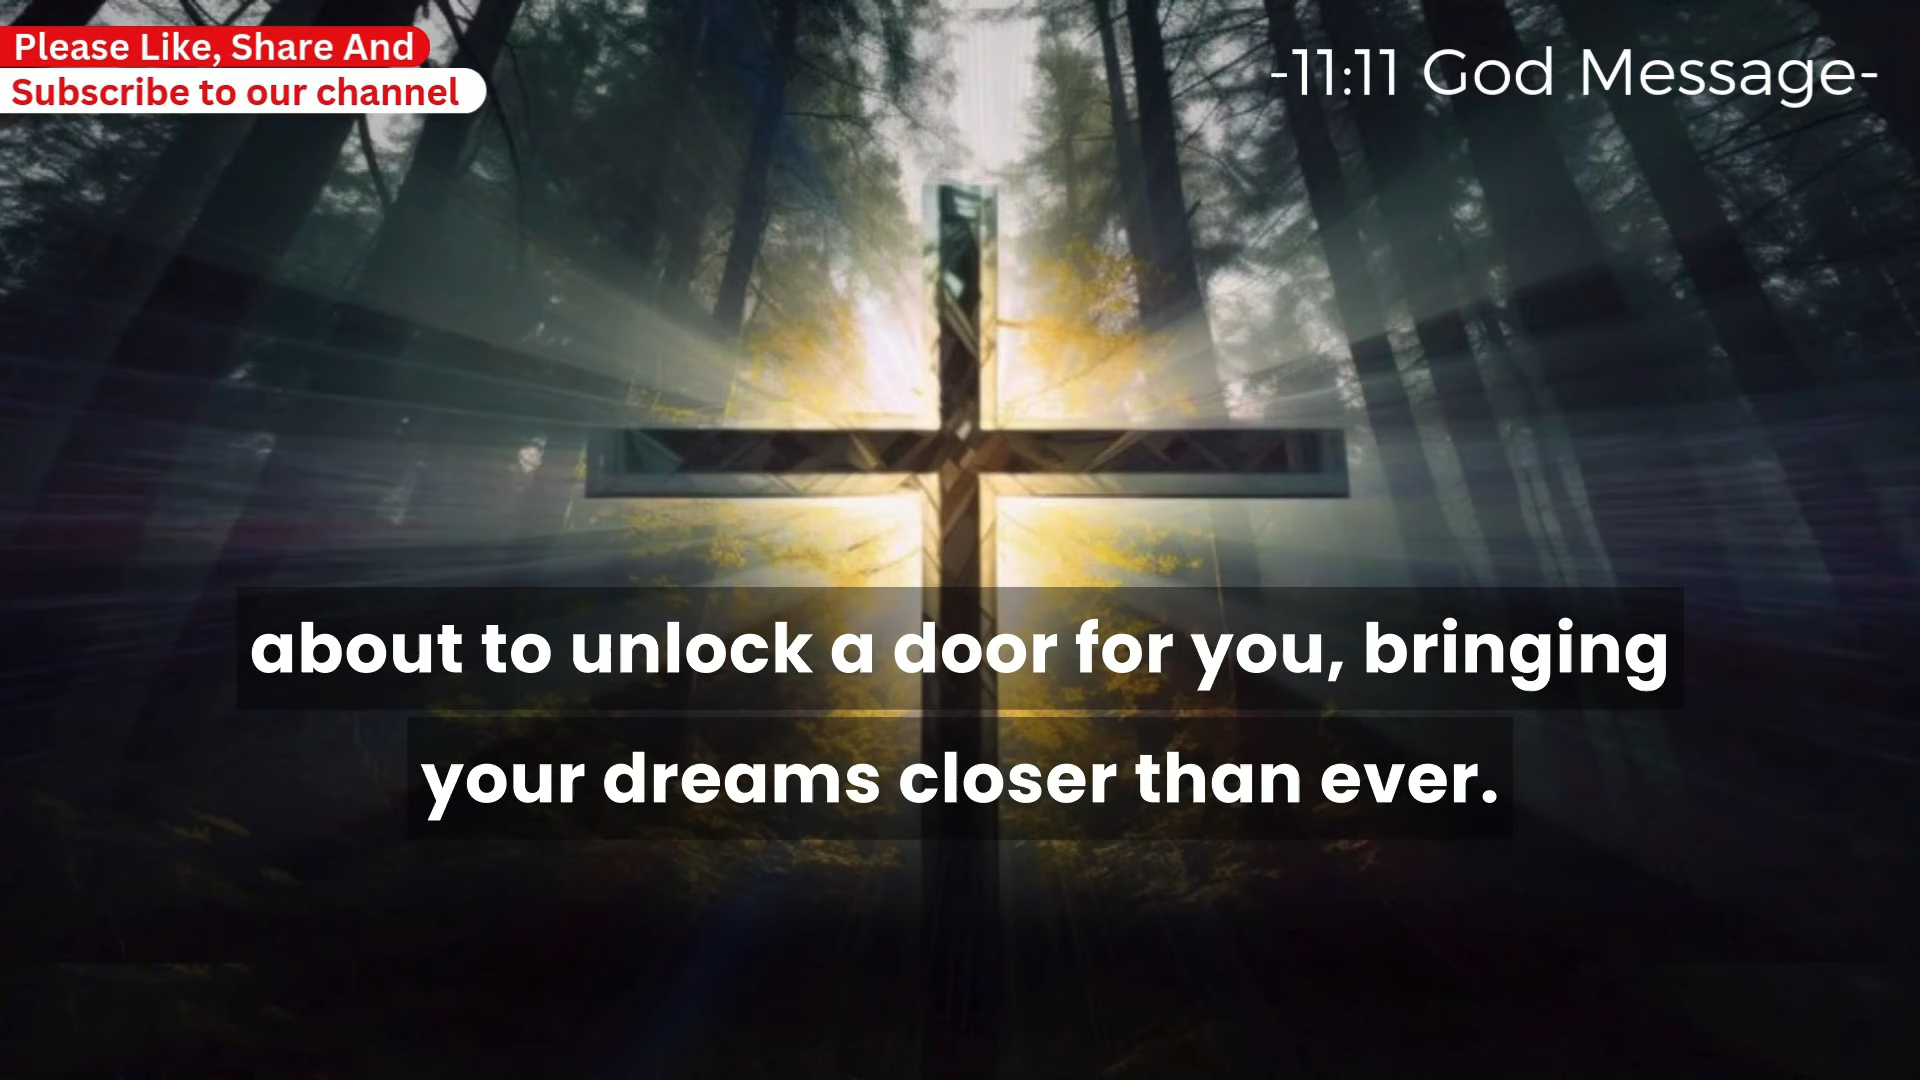 Please Like, Share And
Subscribe to our channel
-11:11 God Message-
about to unlock a door for you, bringing
your dreams closer than ever.